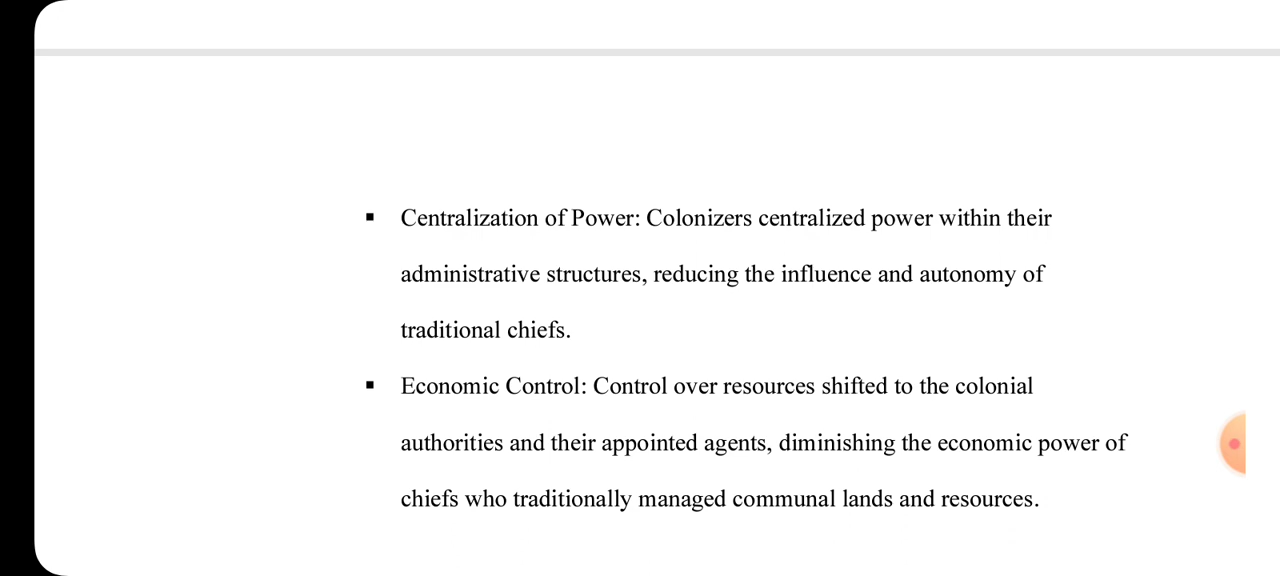 ▪ Centralization of Power: Colonizers centralized power within their
administrative structures, reducing the influence and autonomy of
traditional chiefs.
▪ Economic Control: Control over resources shifted to the colonial
authorities and their appointed agents, diminishing the economic power of
chiefs who traditionally managed communal lands and resources.